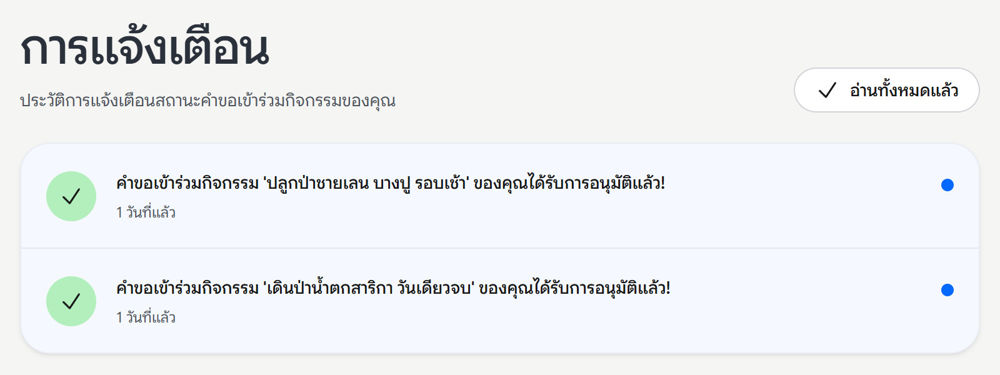 การแจ้งเตือน
ประวัติการแจ้งเตือนสถานะคำขอเข้าร่วมกิจกรรมของคุณ
อ่านทั้งหมดแล้ว
คำขอเข้าร่วมกิจกรรม 'ปลูกป่าชายเลน บางปู รอบเช้า' ของคุณได้รับการอนุมัติแล้ว!
1 วันที่แล้ว
คำขอเข้าร่วมกิจกรรม 'เดินป่าน้ำตกสาริกา วันเดียวจบ' ของคุณได้รับการอนุมัติแล้ว!
1 วันที่แล้ว